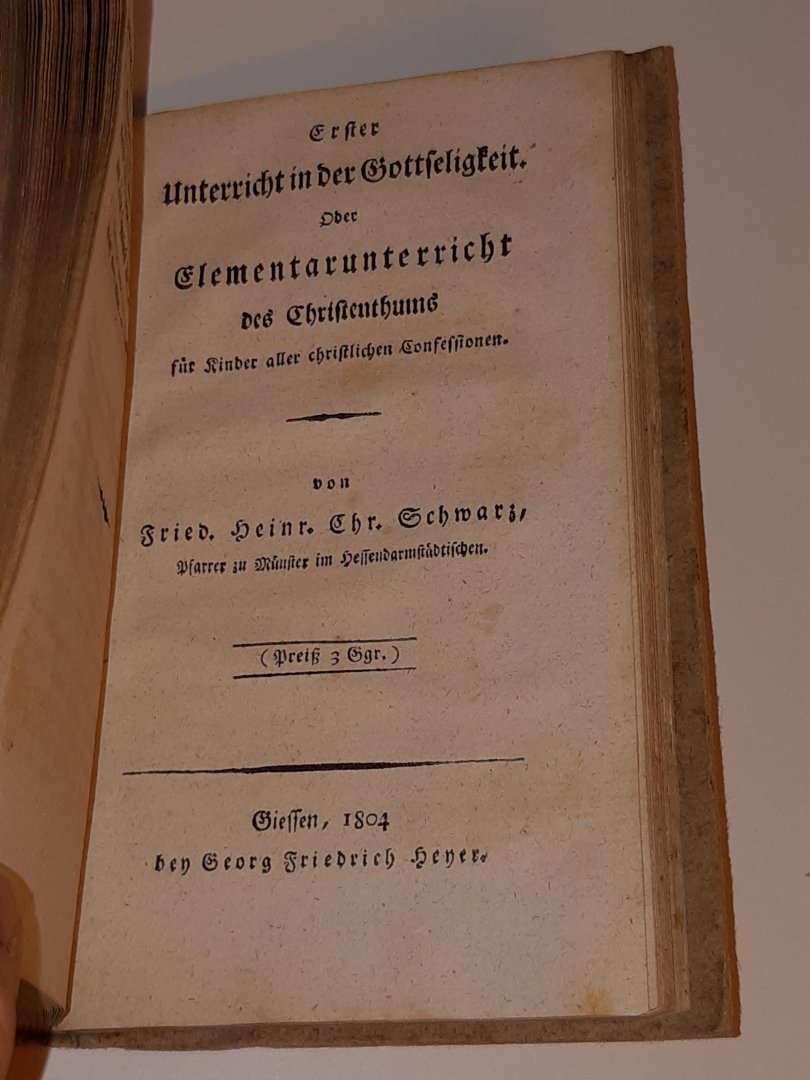 Erster
Unterricht in der Gottseligkeit.
Oder
Elementarunterricht
des Christenthums
für Kinder aller christlichen Confessionen.
von
Fried. Heinr. Chr. Schwarz,
Pfarrer zu Münster im Hessendarmstädtischen.
(Preiß 3 Ggr.)
Giessen, 1804
bey Georg Friedrich Heyer.